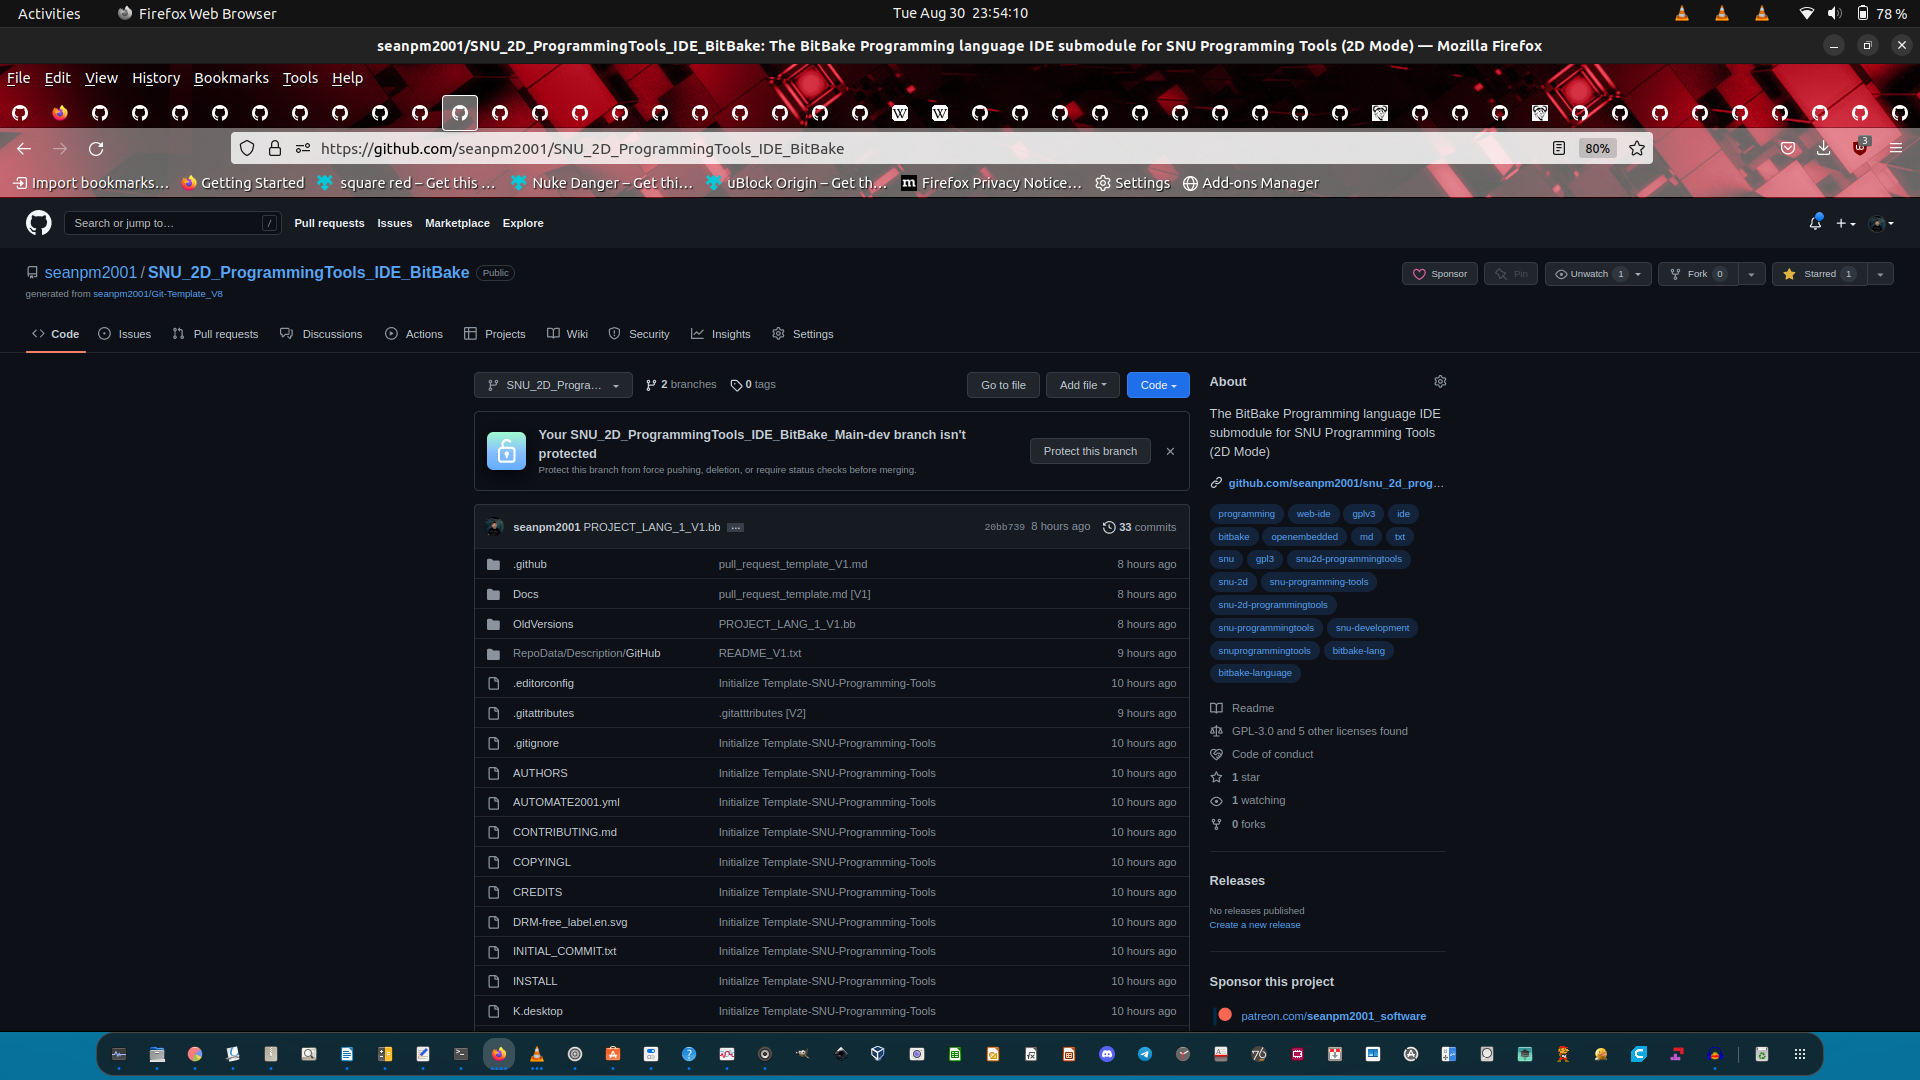 Activities
Firefox Web Browser
Tue Aug 30  23:54:10
78 %
seanpm2001/SNU_2D_ProgrammingTools_IDE_BitBake: The BitBake Programming language IDE submodule for SNU Programming Tools (2D Mode) — Mozilla Firefox
File Edit View History Bookmarks Tools Help
https://github.com/seanpm2001/SNU_2D_ProgrammingTools_IDE_BitBake
80%
3
Import bookmarks…
Getting Started
square red – Get this …
Nuke Danger – Get thi…
uBlock Origin – Get th…
Firefox Privacy Notice…
Settings
Add-ons Manager
Search or jump to…
/
Pull requests
Issues
Marketplace
Explore
seanpm2001 / SNU_2D_ProgrammingTools_IDE_BitBake
Public
Sponsor
Pin
Unwatch 1
Fork 0
Starred 1
generated from seanpm2001/Git-Template_V8
Code
Issues
Pull requests
Discussions
Actions
Projects
Wiki
Security
Insights
Settings
SNU_2D_Progra…
2 branches
0 tags
Go to file
Add file
Code
Your SNU_2D_ProgrammingTools_IDE_BitBake_Main-dev branch isn't
protected
Protect this branch from force pushing, deletion, or require status checks before merging.
Protect this branch
seanpm2001 PROJECT_LANG_1_V1.bb …
20bb739 8 hours ago
33 commits
.github pull_request_template_V1.md 8 hours ago
Docs pull_request_template.md [V1] 8 hours ago
OldVersions PROJECT_LANG_1_V1.bb 8 hours ago
RepoData/Description/GitHub README_V1.txt 9 hours ago
.editorconfig Initialize Template-SNU-Programming-Tools 10 hours ago
.gitattributes .gitatttributes [V2] 9 hours ago
.gitignore Initialize Template-SNU-Programming-Tools 10 hours ago
AUTHORS Initialize Template-SNU-Programming-Tools 10 hours ago
AUTOMATE2001.yml Initialize Template-SNU-Programming-Tools 10 hours ago
CONTRIBUTING.md Initialize Template-SNU-Programming-Tools 10 hours ago
COPYINGL Initialize Template-SNU-Programming-Tools 10 hours ago
CREDITS Initialize Template-SNU-Programming-Tools 10 hours ago
DRM-free_label.en.svg Initialize Template-SNU-Programming-Tools 10 hours ago
INITIAL_COMMIT.txt Initialize Template-SNU-Programming-Tools 10 hours ago
INSTALL Initialize Template-SNU-Programming-Tools 10 hours ago
K.desktop Initialize Template-SNU-Programming-Tools 10 hours ago
About
The BitBake Programming language IDE
submodule for SNU Programming Tools
(2D Mode)
github.com/seanpm2001/snu_2d_prog…
programming web-ide gplv3 ide
bitbake openembedded md txt
snu gpl3 snu2d-programmingtools
snu-2d snu-programming-tools
snu-2d-programmingtools
snu-programmingtools snu-development
snuprogrammingtools bitbake-lang
bitbake-language
Readme
GPL-3.0 and 5 other licenses found
Code of conduct
1 star
1 watching
0 forks
Releases
No releases published
Create a new release
Sponsor this project
patreon.com/seanpm2001_software